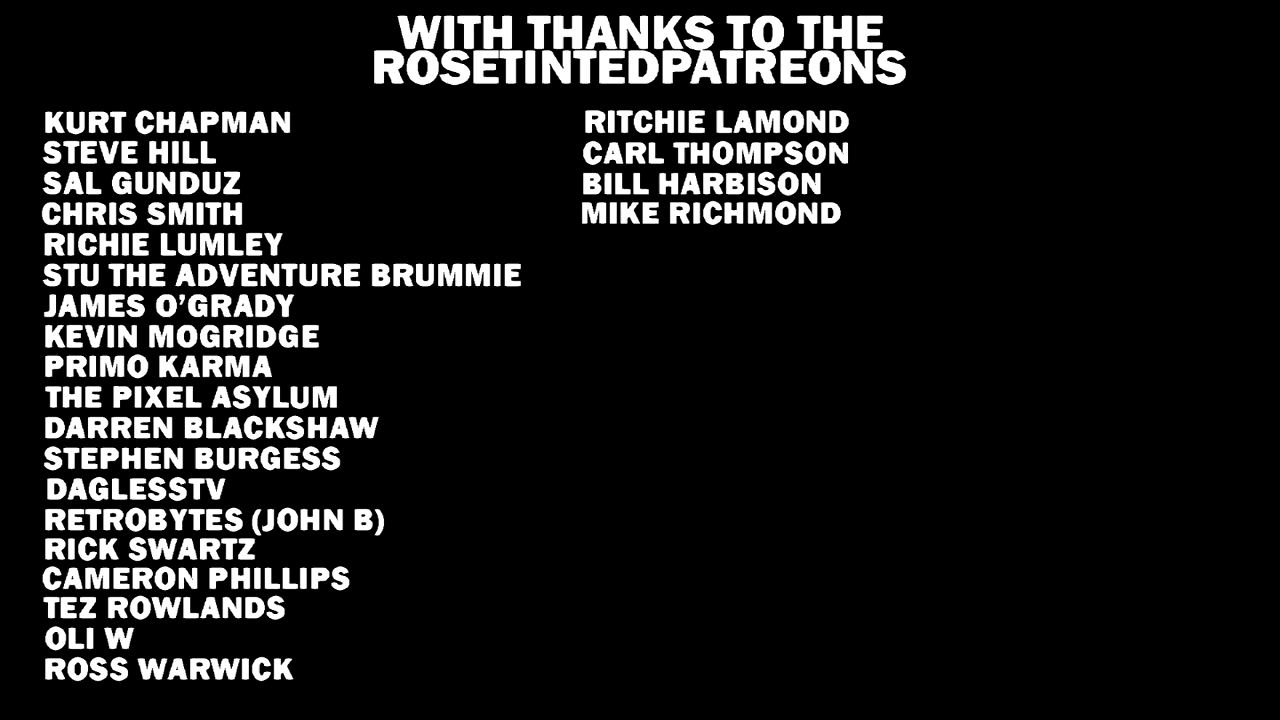 WITH THANKS TO THE
ROSETINTEDPATREONS
KURT CHAPMAN
STEVE HILL
SAL GUNDUZ
CHRIS SMITH
RICHIE LUMLEY
STU THE ADVENTURE BRUMMIE
JAMES O’GRADY
KEVIN MOGRIDGE
PRIMO KARMA
THE PIXEL ASYLUM
DARREN BLACKSHAW
STEPHEN BURGESS
DAGLESSTV
RETROBYTES (JOHN B)
RICK SWARTZ
CAMERON PHILLIPS
TEZ ROWLANDS
OLI W
ROSS WARWICK
RITCHIE LAMOND
CARL THOMPSON
BILL HARBISON
MIKE RICHMOND